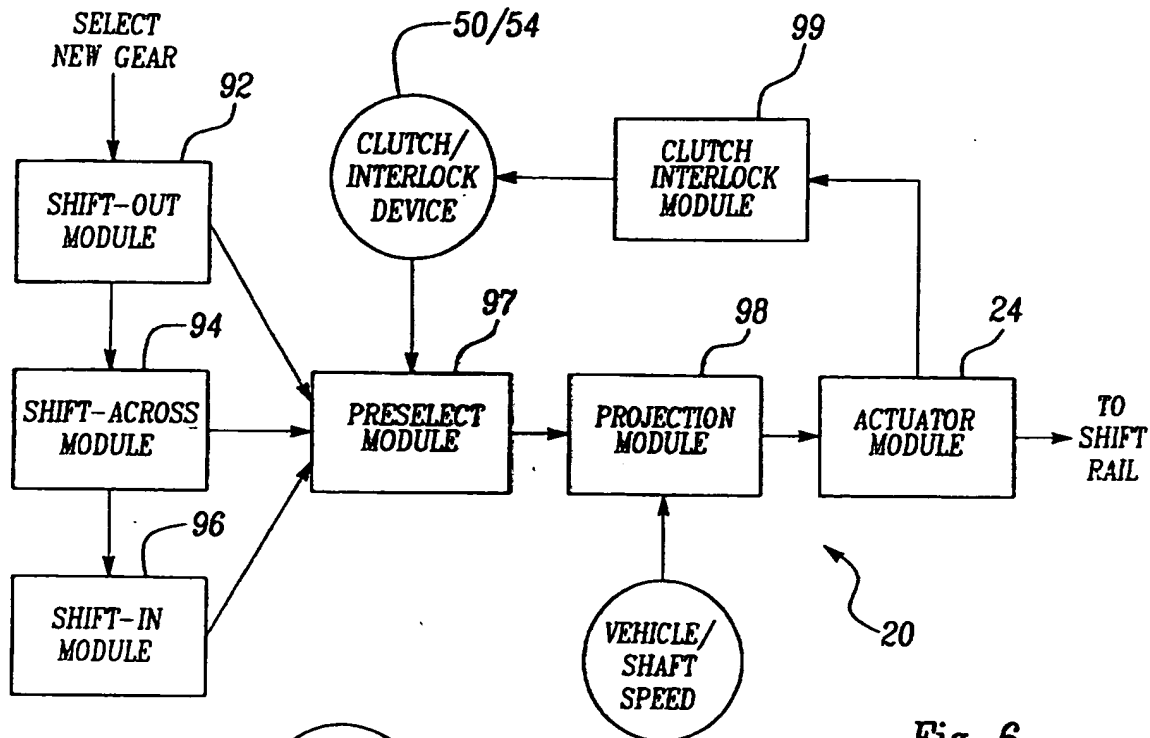 SELECT
NEW GEAR
92
SHIFT-OUT
MODULE
94
SHIFT-ACROSS
MODULE
96
SHIFT-IN
MODULE
50/54
CLUTCH/
INTERLOCK
DEVICE
99
CLUTCH
INTERLOCK
MODULE
97
PRESELECT
MODULE
98
PROJECTION
MODULE
24
ACTUATOR
MODULE
TO
SHIFT
RAIL
VEHICLE/
SHAFT
SPEED
20
Fig. 6